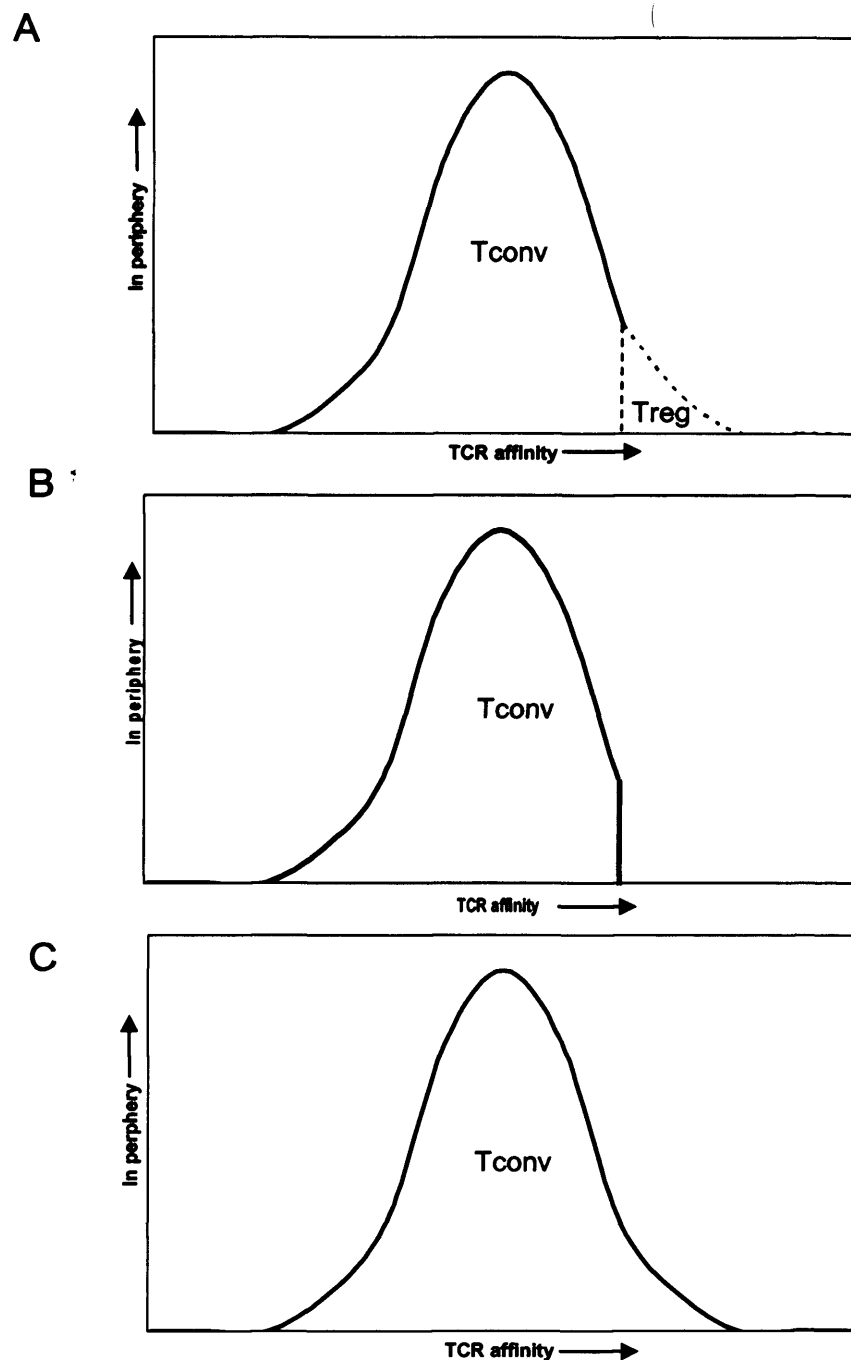 A
In periphery
Tconv
Treg
TCR affinity
B
In periphery
Tconv
TCR affinity
C
In perphery
Tconv
TCR affinity